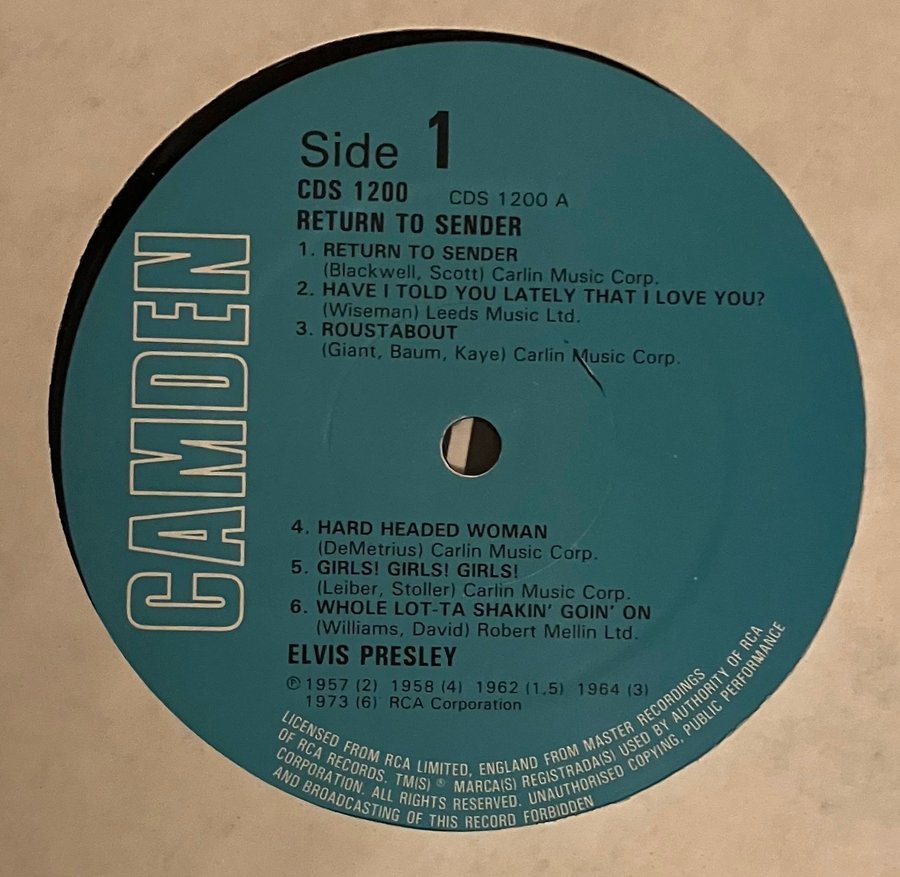 CAMDEN
Side 1
CDS 1200 CDS 1200 A
RETURN TO SENDER
1. RETURN TO SENDER
(Blackwell, Scott) Carlin Music Corp.
2. HAVE I TOLD YOU LATELY THAT I LOVE YOU?
(Wiseman) Leeds Music Ltd.
3. ROUSTABOUT
(Giant, Baum, Kaye) Carlin Music Corp.
4. HARD HEADED WOMAN
(DeMetrius) Carlin Music Corp.
5. GIRLS! GIRLS! GIRLS!
(Leiber, Stoller) Carlin Music Corp.
6. WHOLE LOT-TA SHAKIN' GOIN' ON
(Williams, David) Robert Mellin Ltd.
ELVIS PRESLEY
℗ 1957 (2) 1958 (4) 1962 (1,5) 1964 (3)
1973 (6) RCA Corporation
LICENSED FROM RCA LIMITED, ENGLAND FROM MASTER RECORDINGS
OF RCA RECORDS. TM(S) ® MARCA(S) REGISTRADA(S) USED BY AUTHORITY OF RCA
CORPORATION. ALL RIGHTS RESERVED. UNAUTHORISED COPYING, PUBLIC PERFORMANCE
AND BROADCASTING OF THIS RECORD FORBIDDEN